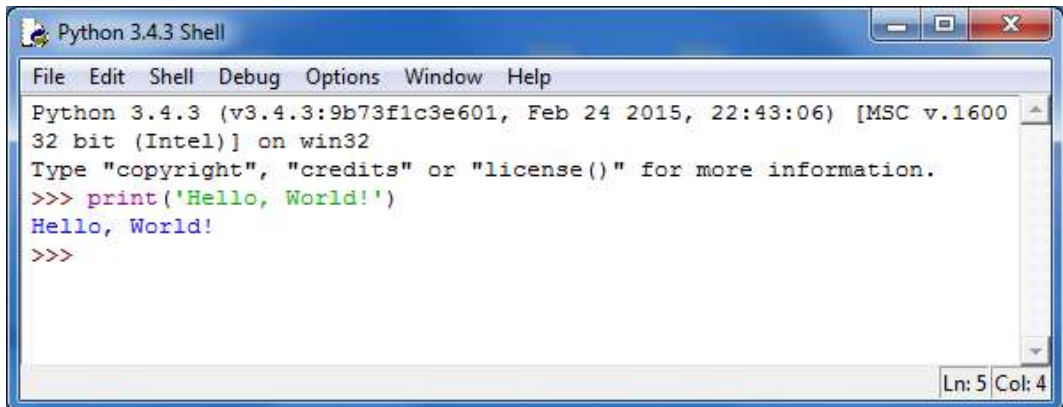 Python 3.4.3 Shell
File Edit Shell Debug Options Window Help
Python 3.4.3 (v3.4.3:9b73f1c3e601, Feb 24 2015, 22:43:06) [MSC v.1600
32 bit (Intel)] on win32
Type "copyright", "credits" or "license()" for more information.
>>> print('Hello, World!')
Hello, World!
>>>
Ln: 5 Col: 4